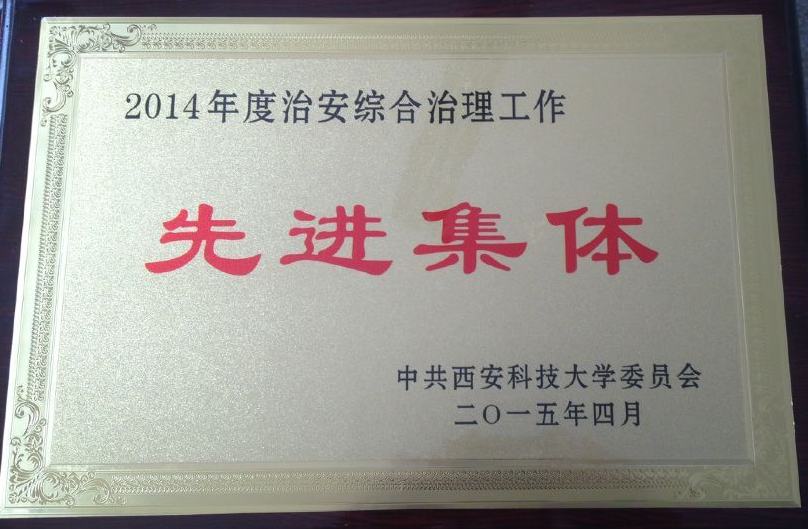 2014年度治安综合治理工作
先进集体
中共西安科技大学委员会
二〇一五年四月